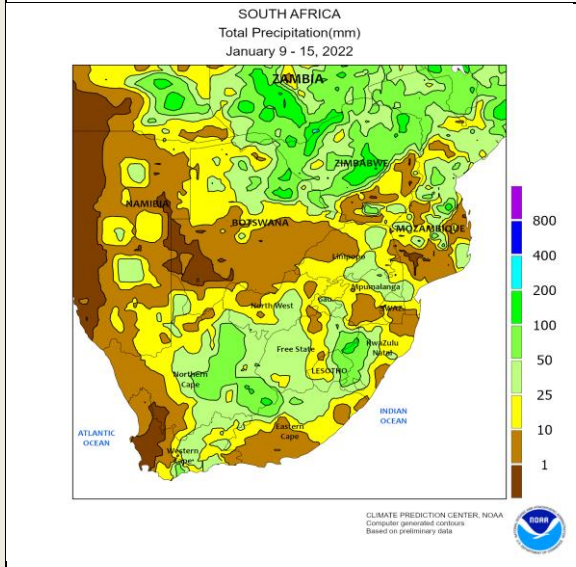 SOUTH AFRICA
Total Precipitation(mm)
January 9 - 15, 2022
ZAMBIA
ZIMBABWE
NAMIBIA
BOTSWANA
MOZAMBIQUE
Limpopo
Mpumalanga
North West
Gau
SWAZ
Free State
KwaZulu
Natal
Northern
Cape
LESOTHO
Eastern
Cape
Western
Cape
ATLANTIC
OCEAN
INDIAN
OCEAN
800
400
200
100
50
25
10
1
CLIMATE PREDICTION CENTER, NOAA
Computer generated contours
Based on preliminary data
NOAA